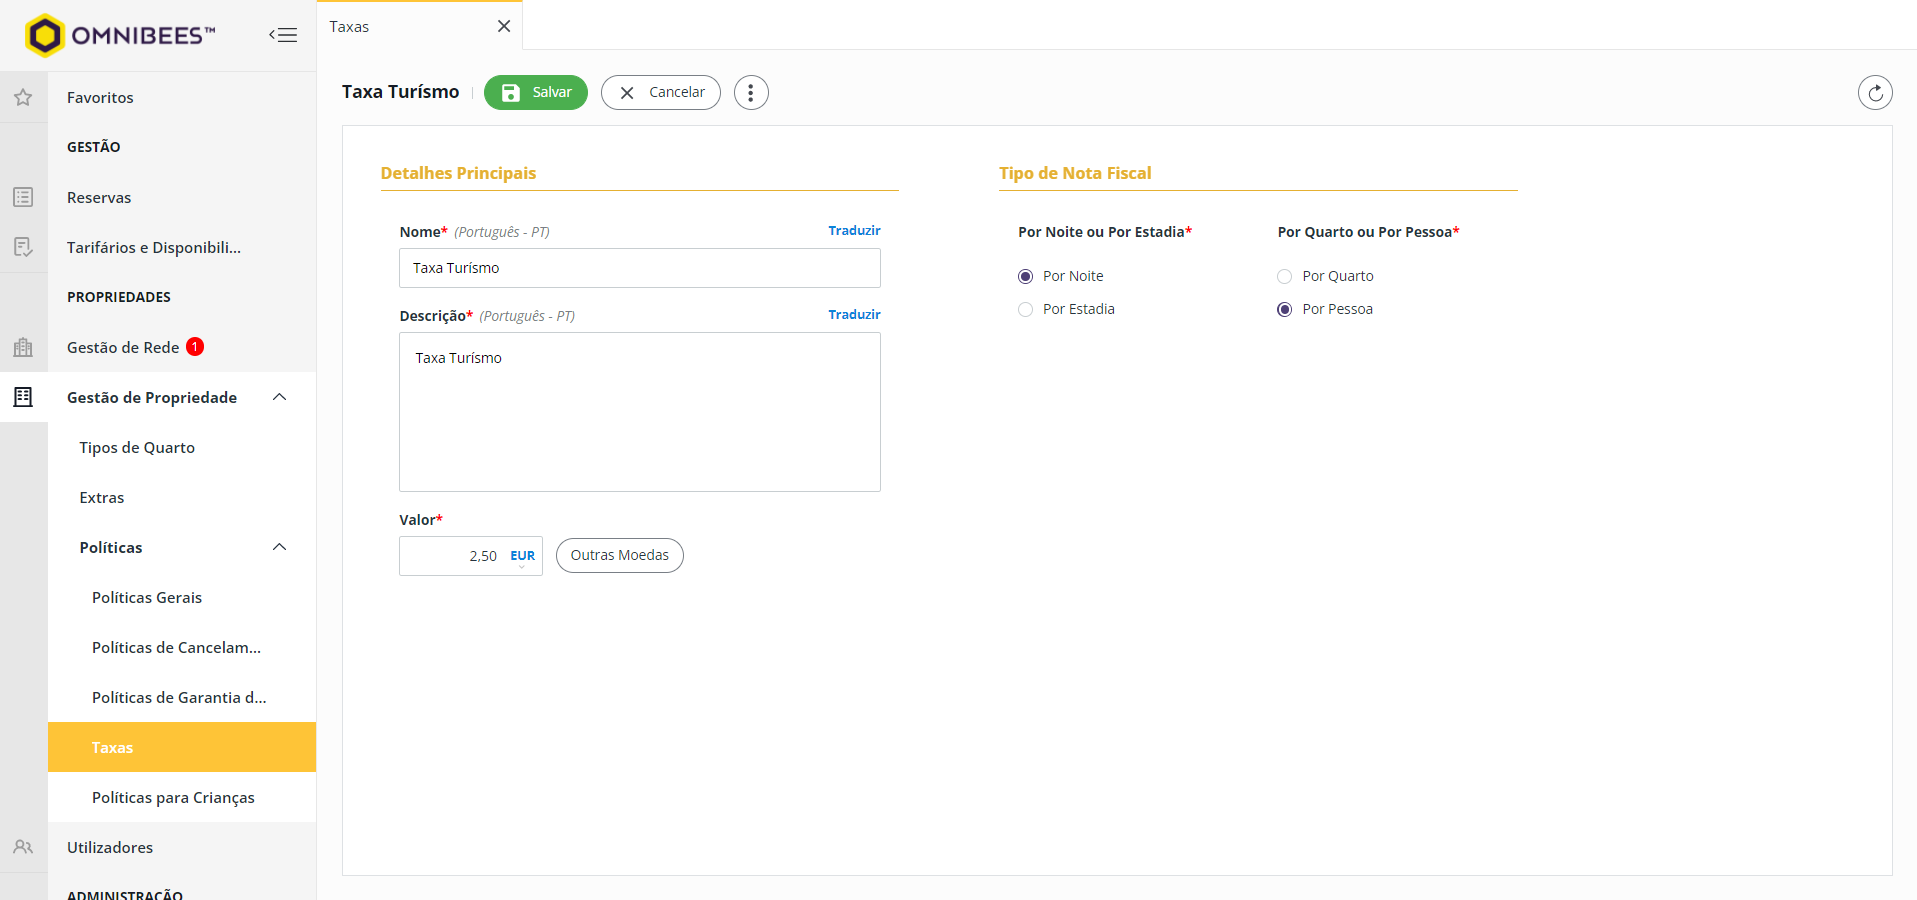 OMNIBEES™
Favoritos
GESTÃO
Reservas
Tarifários e Disponibili...
PROPRIEDADES
Gestão de Rede 1
Gestão de Propriedade
Tipos de Quarto
Extras
Políticas
Políticas Gerais
Políticas de Cancelam...
Políticas de Garantia d...
Taxas
Políticas para Crianças
Utilizadores
ADMINISTRAÇÃO
Taxas
Taxa Turísmo
Salvar
Cancelar
Detalhes Principais
Nome* (Português - PT) Traduzir
Taxa Turísmo
Descrição* (Português - PT) Traduzir
Taxa Turísmo
Valor*
2,50 EUR
Outras Moedas
Tipo de Nota Fiscal
Por Noite ou Por Estadia*
Por Noite
Por Estadia
Por Quarto ou Por Pessoa*
Por Quarto
Por Pessoa